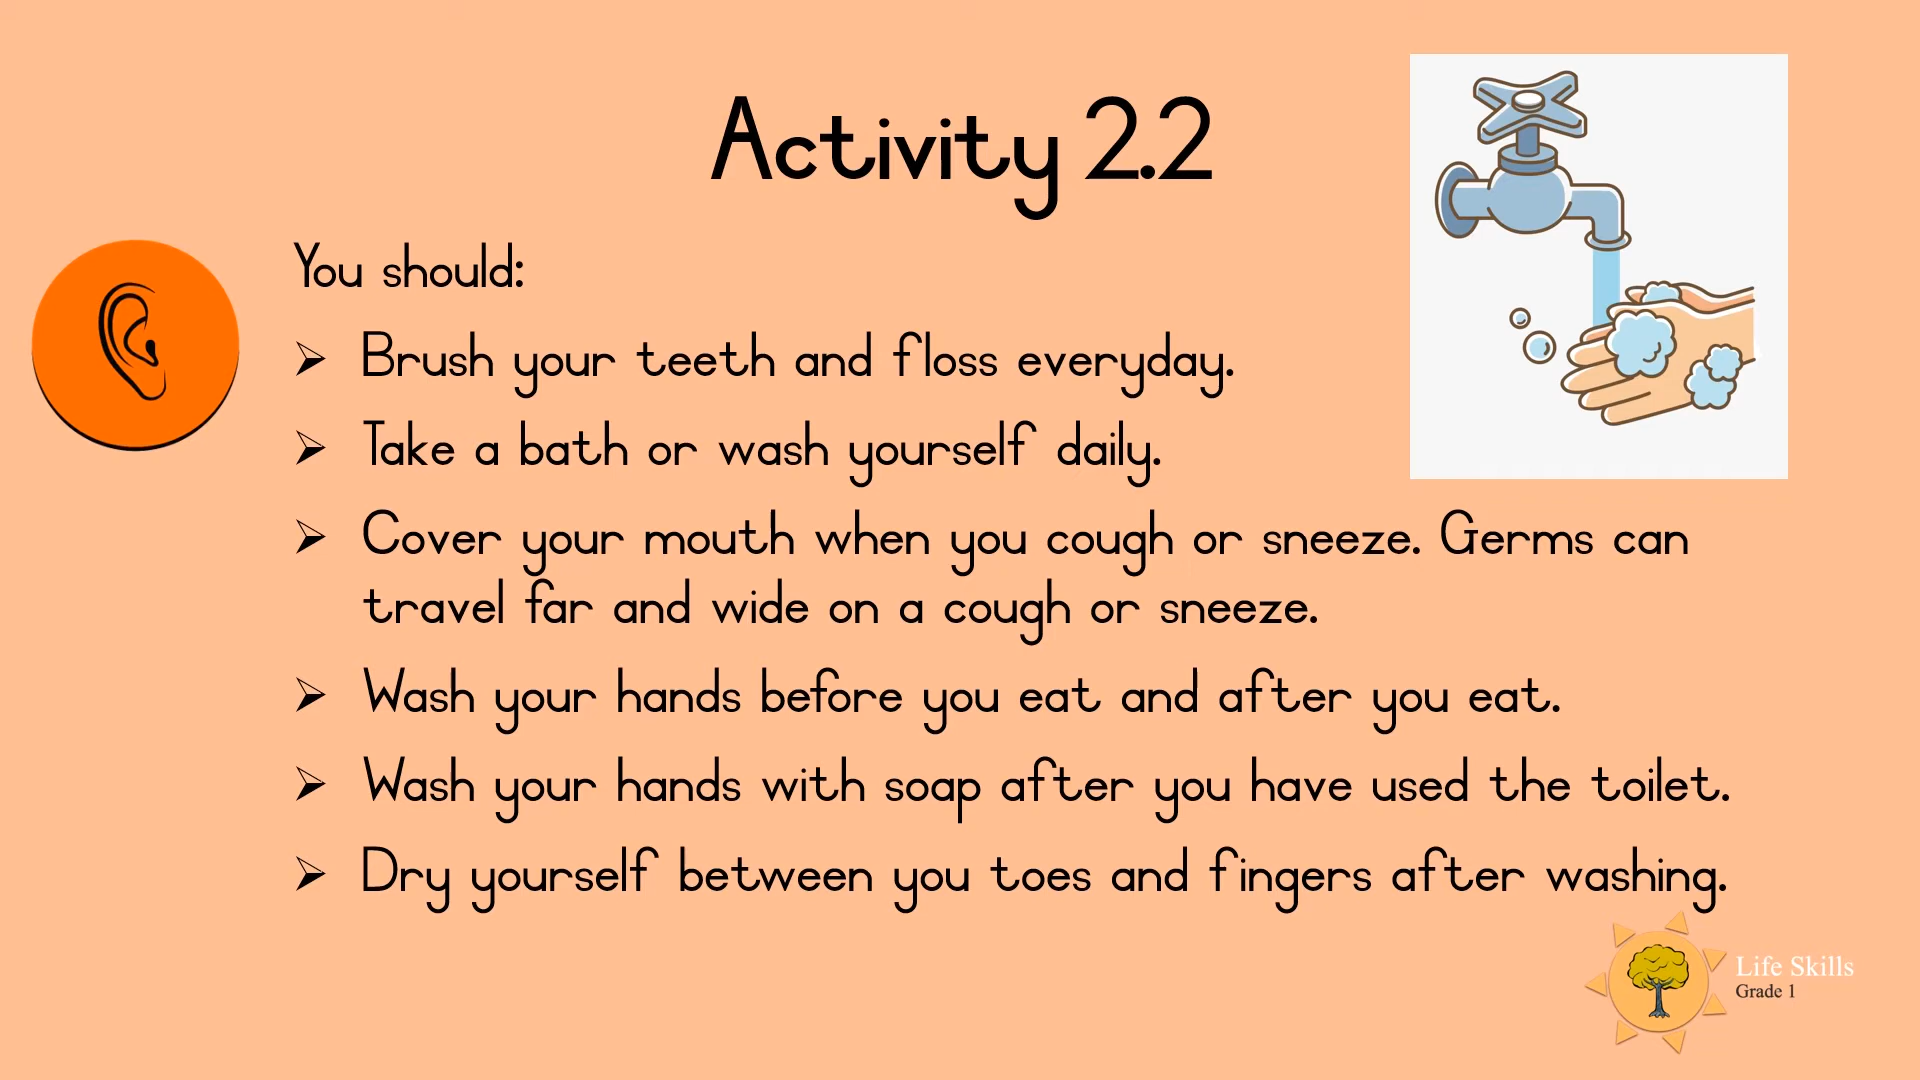 Activity 2.2
You should:
➢ Brush your teeth and floss everyday.
➢ Take a bath or wash yourself daily.
➢ Cover your mouth when you cough or sneeze. Germs can
travel far and wide on a cough or sneeze.
➢ Wash your hands before you eat and after you eat.
➢ Wash your hands with soap after you have used the toilet.
➢ Dry yourself between you toes and fingers after washing.
Life Skills
Grade 1